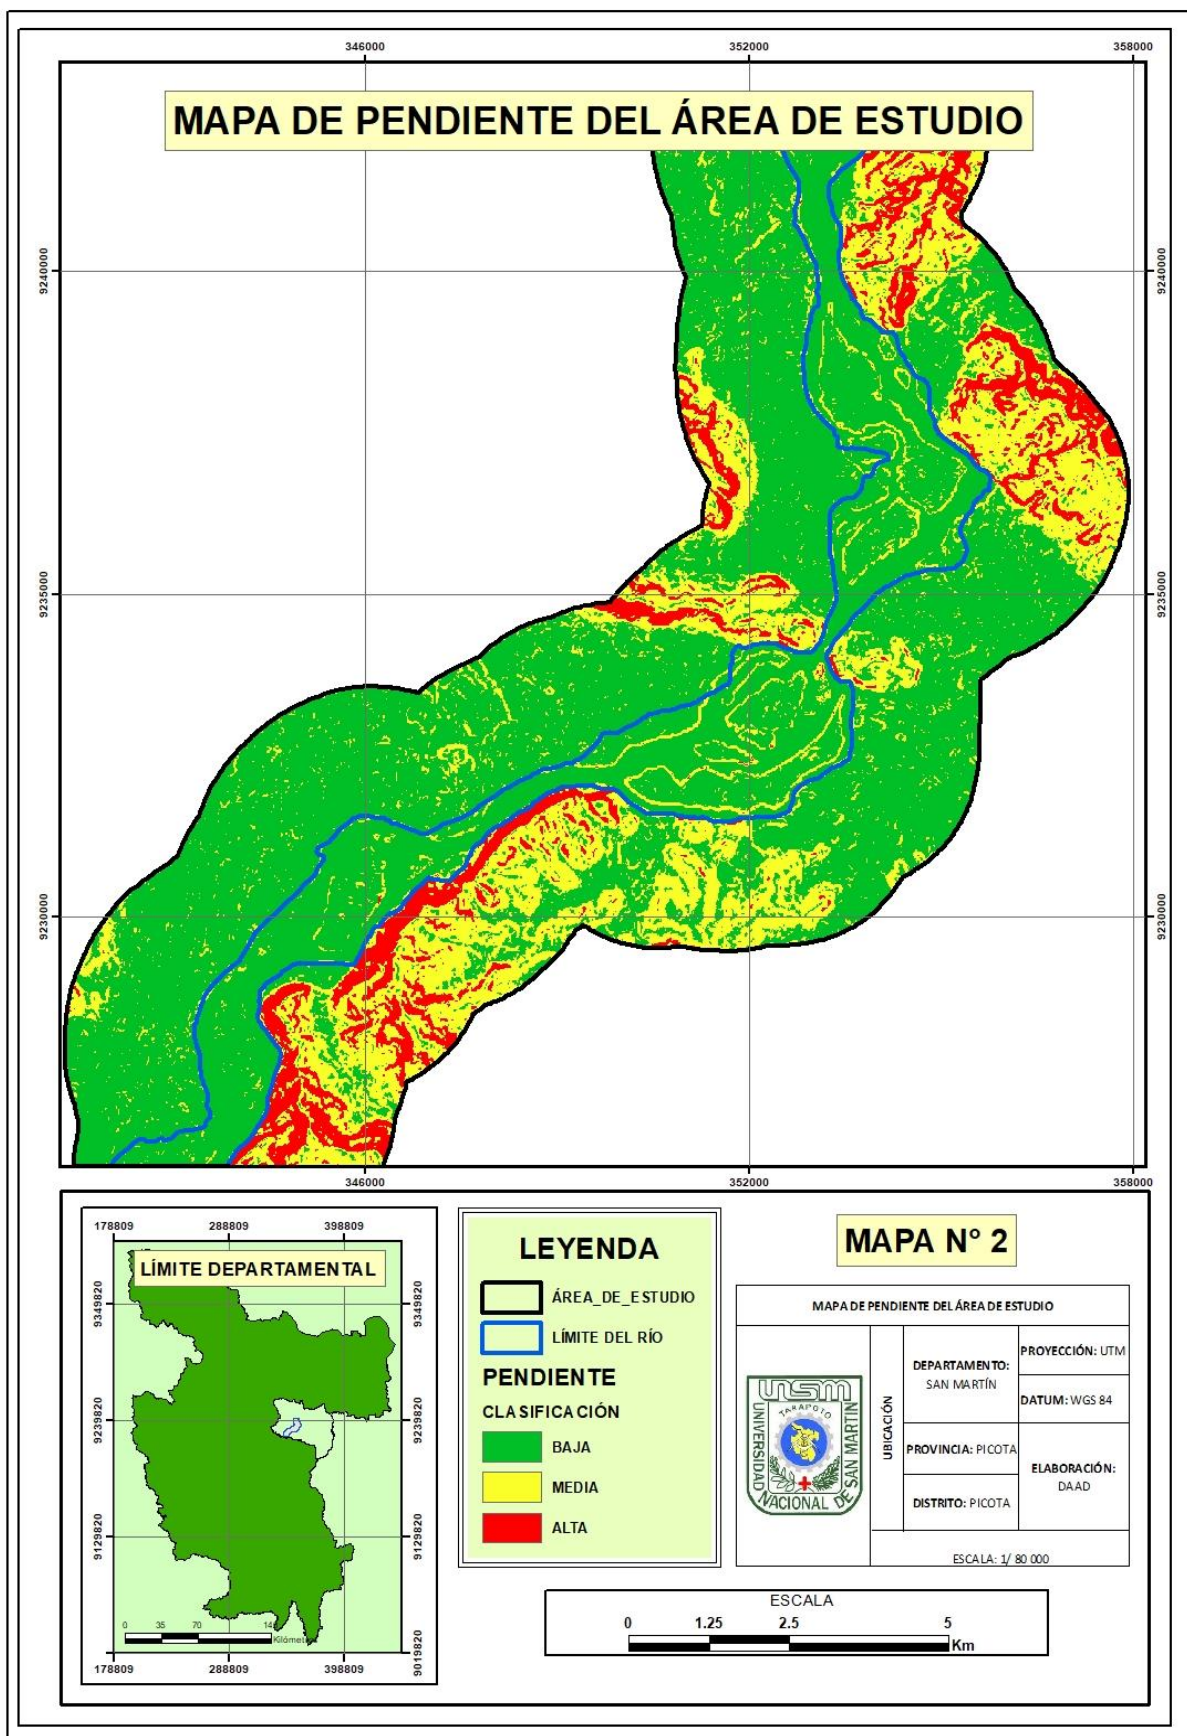 346000
352000
358000
MAPA DE PENDIENTE DEL ÁREA DE ESTUDIO
9240000
9240000
9235000
9235000
9230000
9230000
346000
352000
358000
178809
288809
398809
LÍMITE DEPARTAMENTAL
9349820
9349820
9239820
9239820
9129820
9129820
9019820
0
35
70
178809
288809
398809
LEYENDA
ÁREA_DE_ESTUDIO
LÍMITE DEL RÍO
PENDIENTE
CLASIFICACIÓN
BAJA
MEDIA
ALTA
MAPA N° 2
MAPA DE PENDIENTE DEL ÁREA DE ESTUDIO
unsm
TARAPOTO
UNIVERSIDAD NACIONAL DE SAN MARTIN
UBICACIÓN
DEPARTAMENTO:
SAN MARTÍN
PROVINCIA: PICOTA
DISTRITO: PICOTA
PROYECCIÓN: UTM
DATUM: WGS 84
ELABORACIÓN:
DAAD
ESCALA: 1/ 80 000
ESCALA
0
1.25
2.5
5
Km